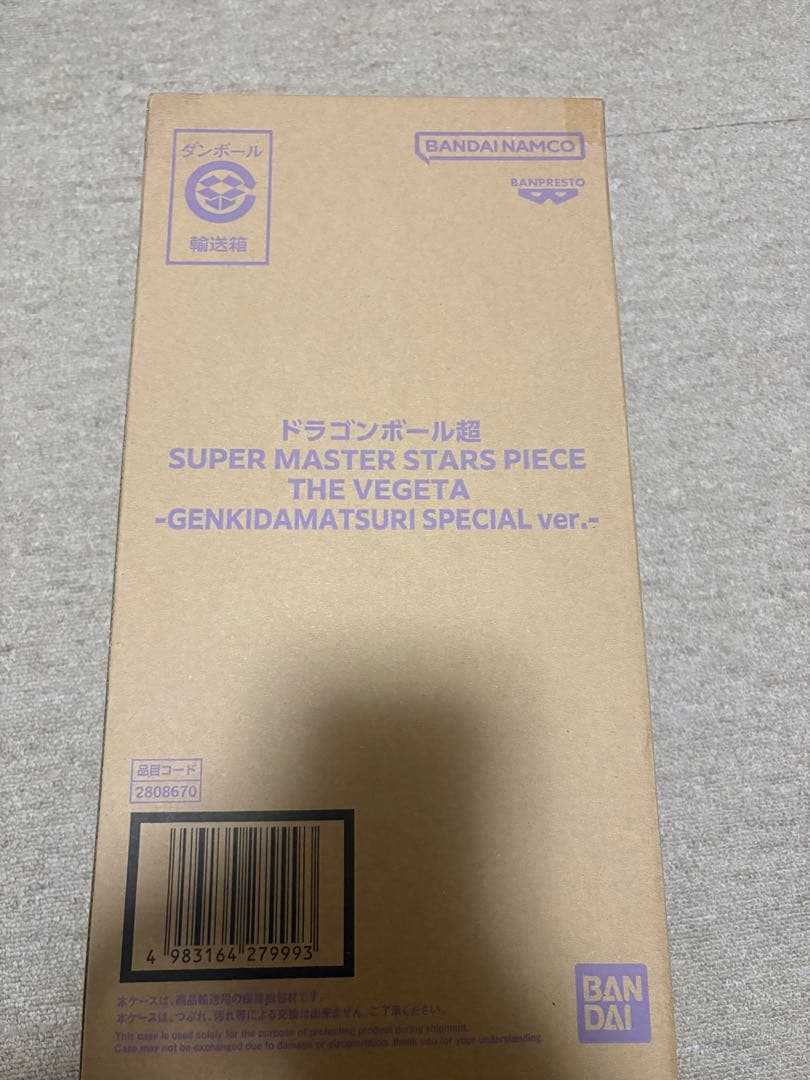 ダンボール
輸送箱
BANDAI NAMCO
BANPRESTO
ドラゴンボール超
SUPER MASTER STARS PIECE
THE VEGETA
-GENKIDAMATSURI SPECIAL ver.-
品目コード
2808670
4 983164 279993
本ケースは、商品輸送用の保護梱包材です。
本ケースは、つぶれ、汚れ等による交換は出来ません。ご了承ください。
This case is used solely for the purpose of protecting product during shipment.
Case may not be exchanged due to damage or discoloration, thank you for your understanding.
BAN
DAI